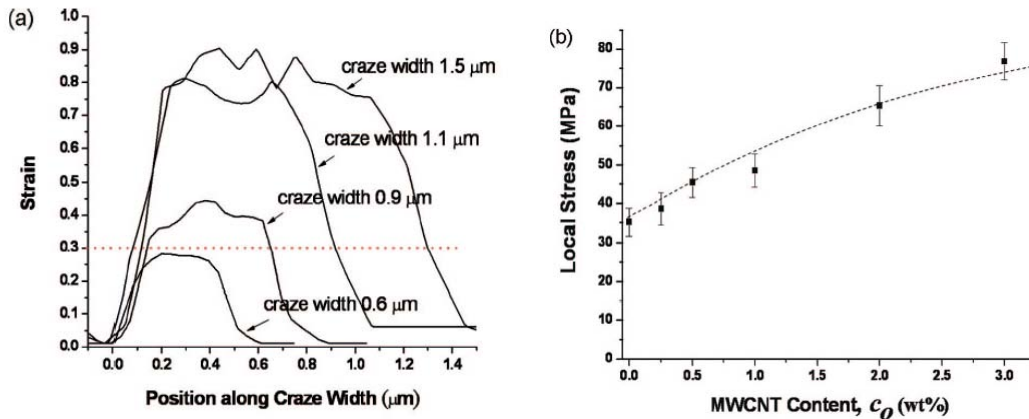 (a)
1.0
0.9
0.8
0.7
0.6
0.5
0.4
0.3
0.2
0.1
0.0
Strain
craze width 1.5 μm
craze width 1.1 μm
craze width 0.9 μm
craze width 0.6 μm
0.0 0.2 0.4 0.6 0.8 1.0 1.2 1.4
Position along Craze Width (μm)
(b)
80
70
60
50
40
30
20
10
0
Local Stress (MPa)
0.0 0.5 1.0 1.5 2.0 2.5 3.0
MWCNT Content, c₀ (wt%)